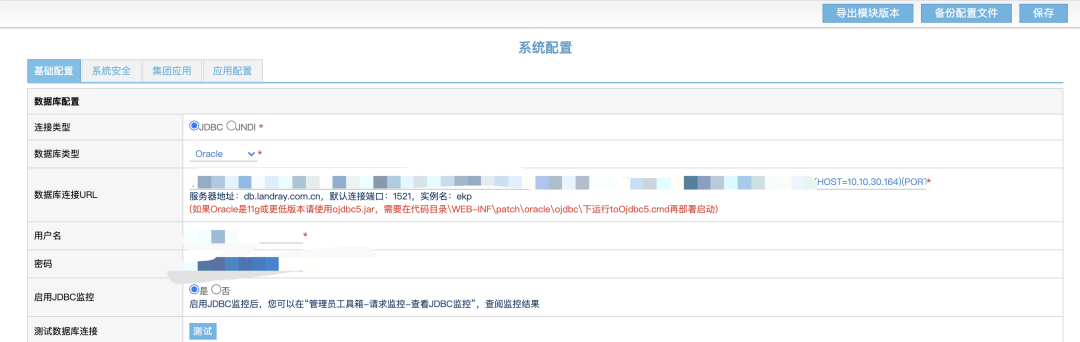 导出模块版本 备份配置文件 保存
系统配置
基础配置 系统安全 集团应用 应用配置
数据库配置
连接类型 JDBC JNDI *
数据库类型 Oracle *
数据库连接URL (HOST=10.10.30.164)(PORT *
服务器地址：db.landray.com.cn，默认连接端口：1521，实例名：ekp
(如果Oracle是11g或更低版本请使用ojdbc5.jar，需要在代码目录\WEB-INF\patch\oracle\ojdbc\下运行toOjdbc5.cmd再部署启动)
用户名 *
密码
启用JDBC监控 是 否
启用JDBC监控后，您可以在“管理员工具箱-请求监控-查看JDBC监控”，查阅监控结果
测试数据库连接 测试